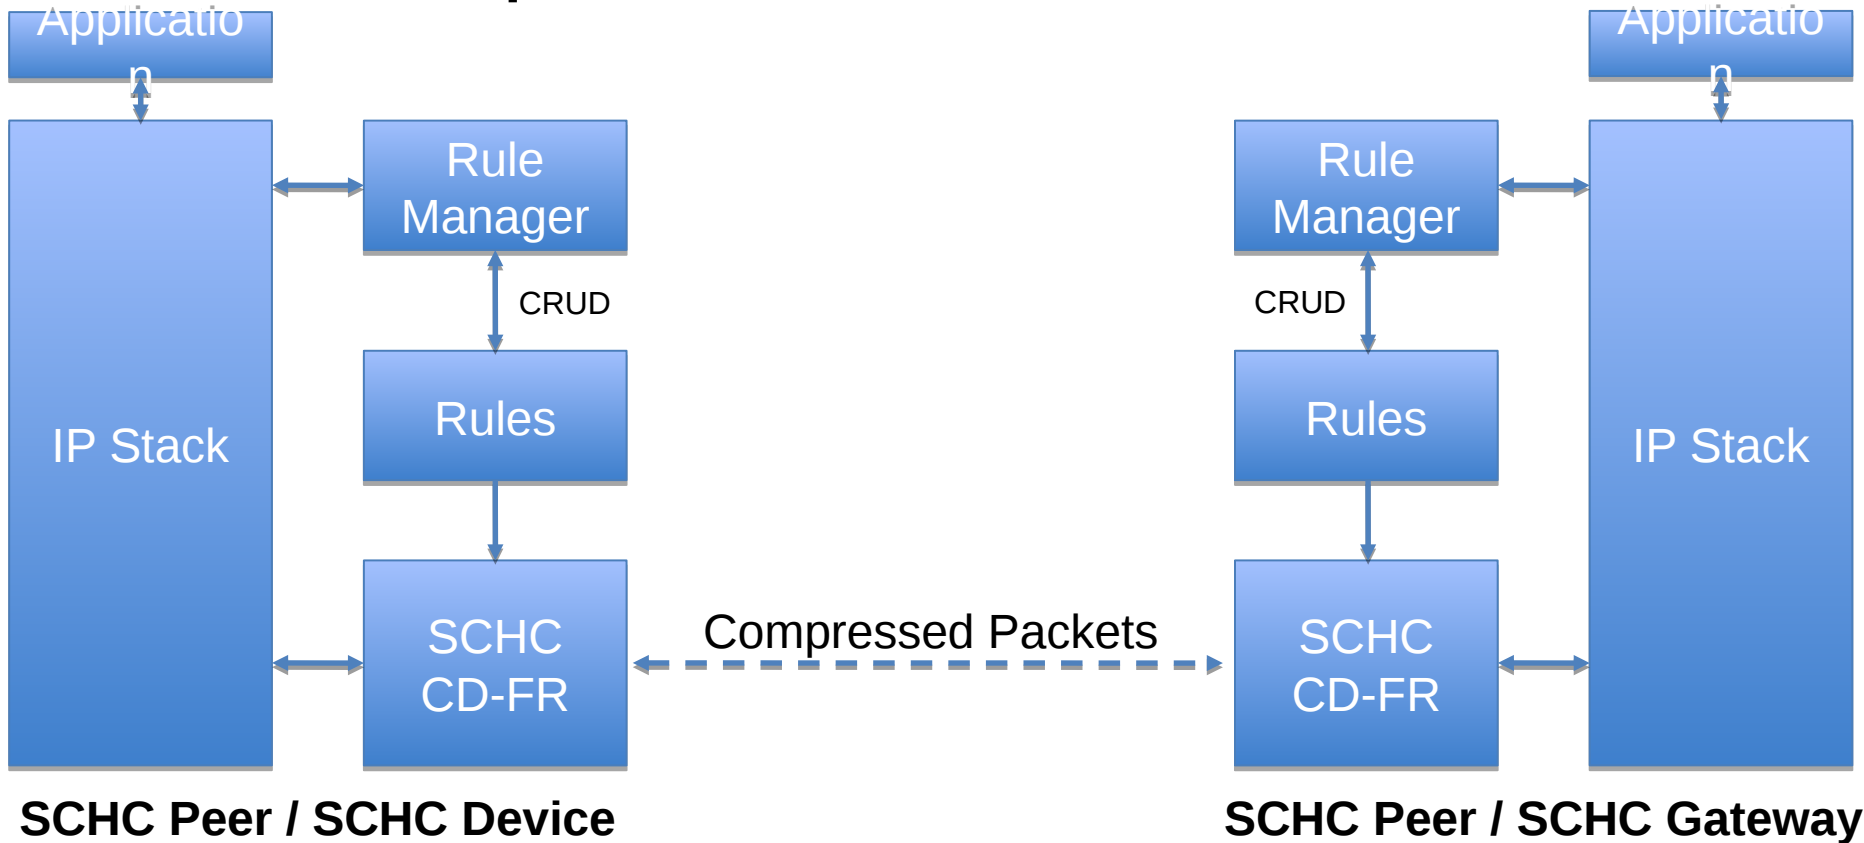 Applicatio
n
IP Stack
Rule
Manager
CRUD
Rules
SCHC
CD-FR
SCHC Peer / SCHC Device
Compressed Packets
Applicatio
n
Rule
Manager
CRUD
Rules
SCHC
CD-FR
IP Stack
SCHC Peer / SCHC Gateway